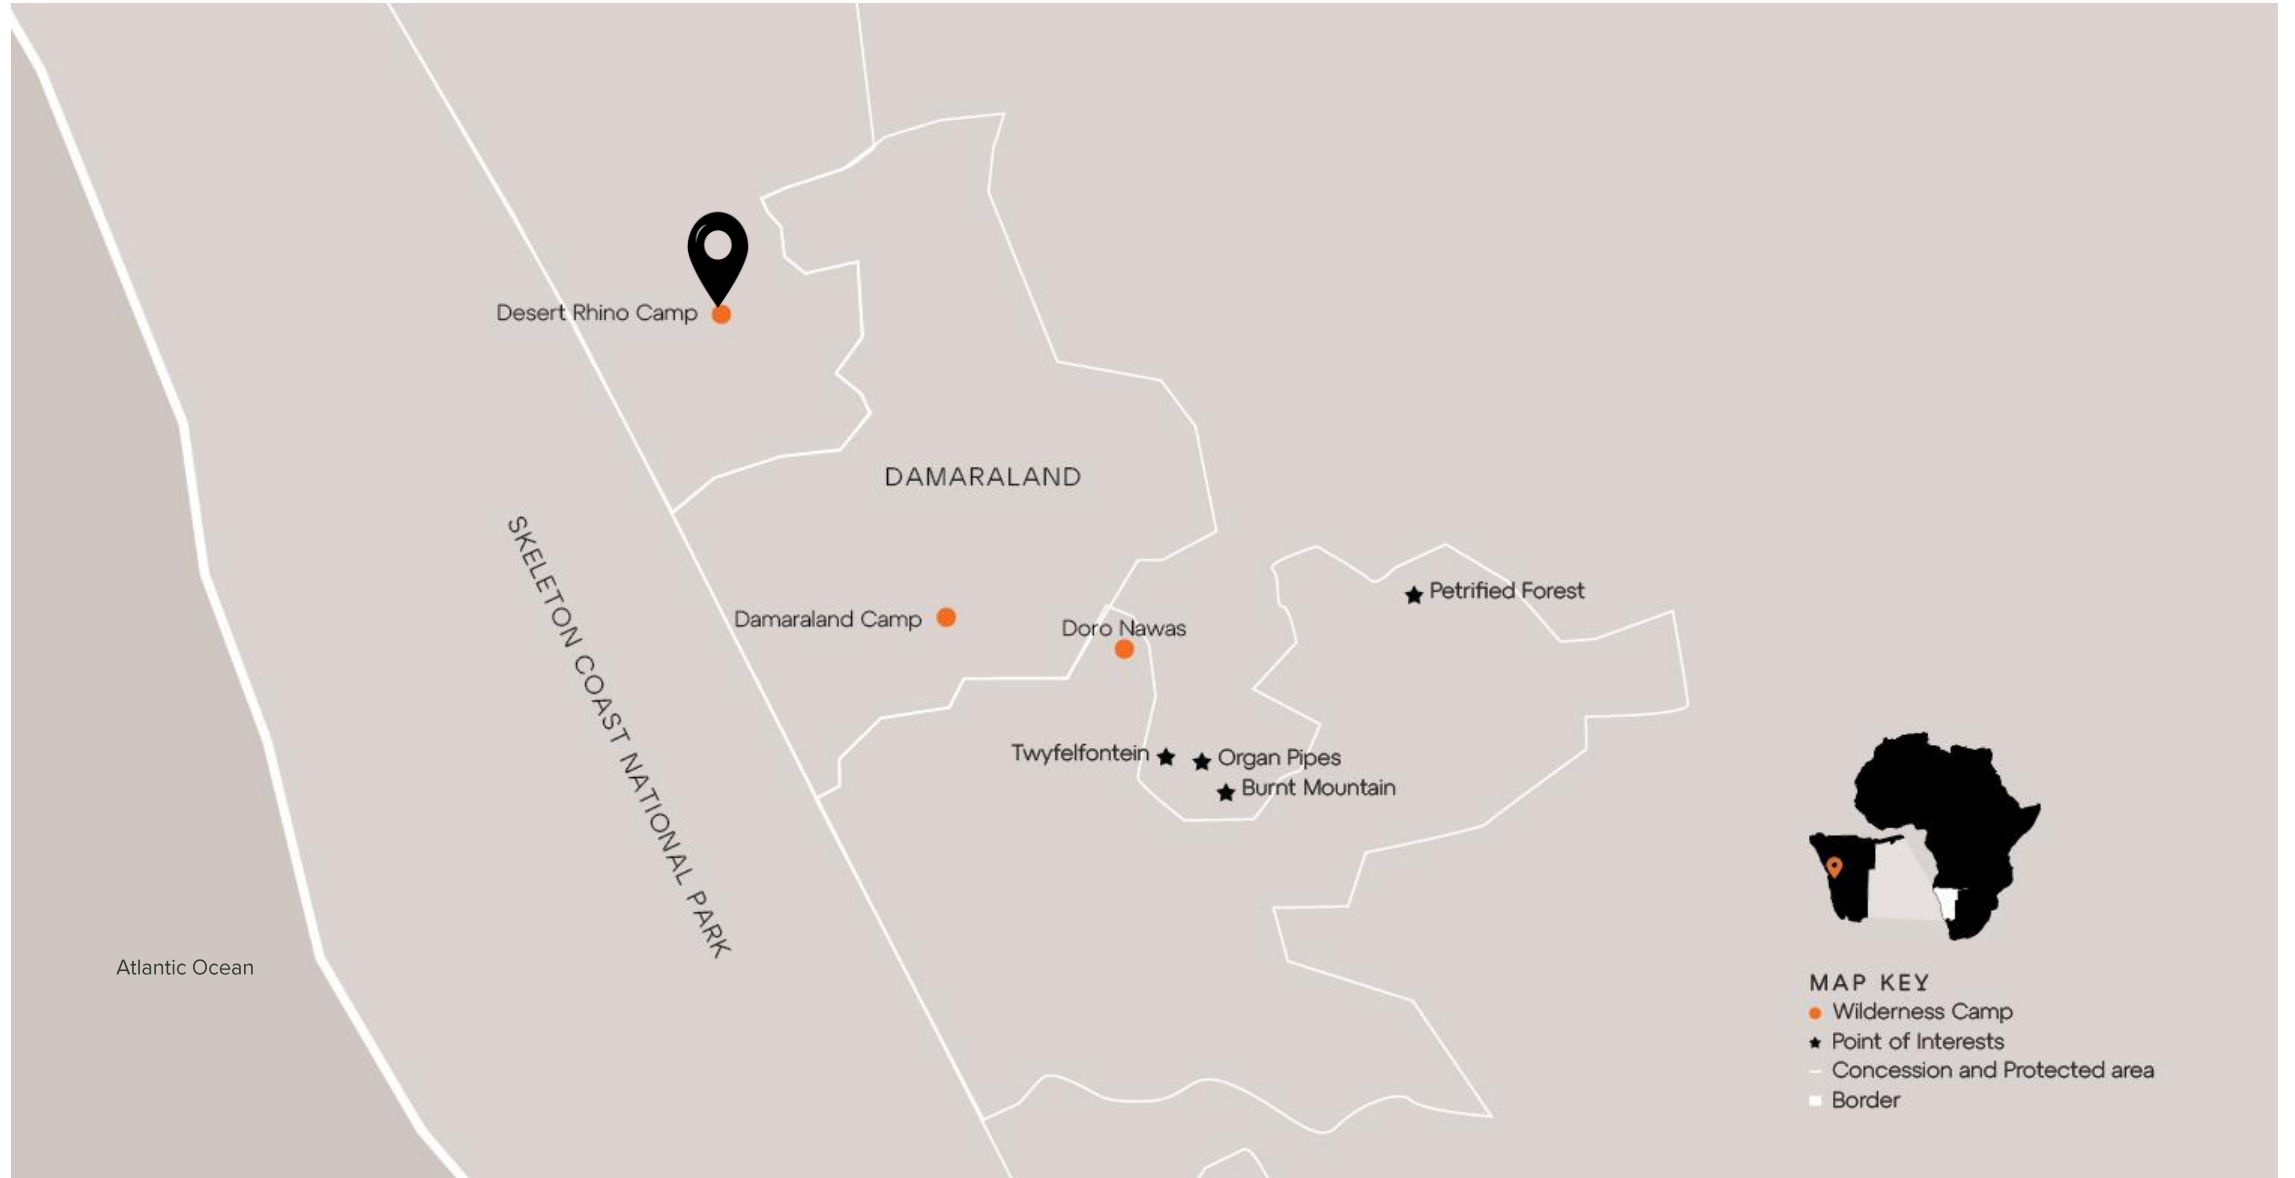 Desert Rhino Camp
DAMARALAND
SKELETON COAST NATIONAL PARK
Petrified Forest
Damaraland Camp
Doro Nawas
Twyfelfontein
Organ Pipes
Burnt Mountain
Atlantic Ocean
MAP KEY
Wilderness Camp
Point of Interests
Concession and Protected area
Border